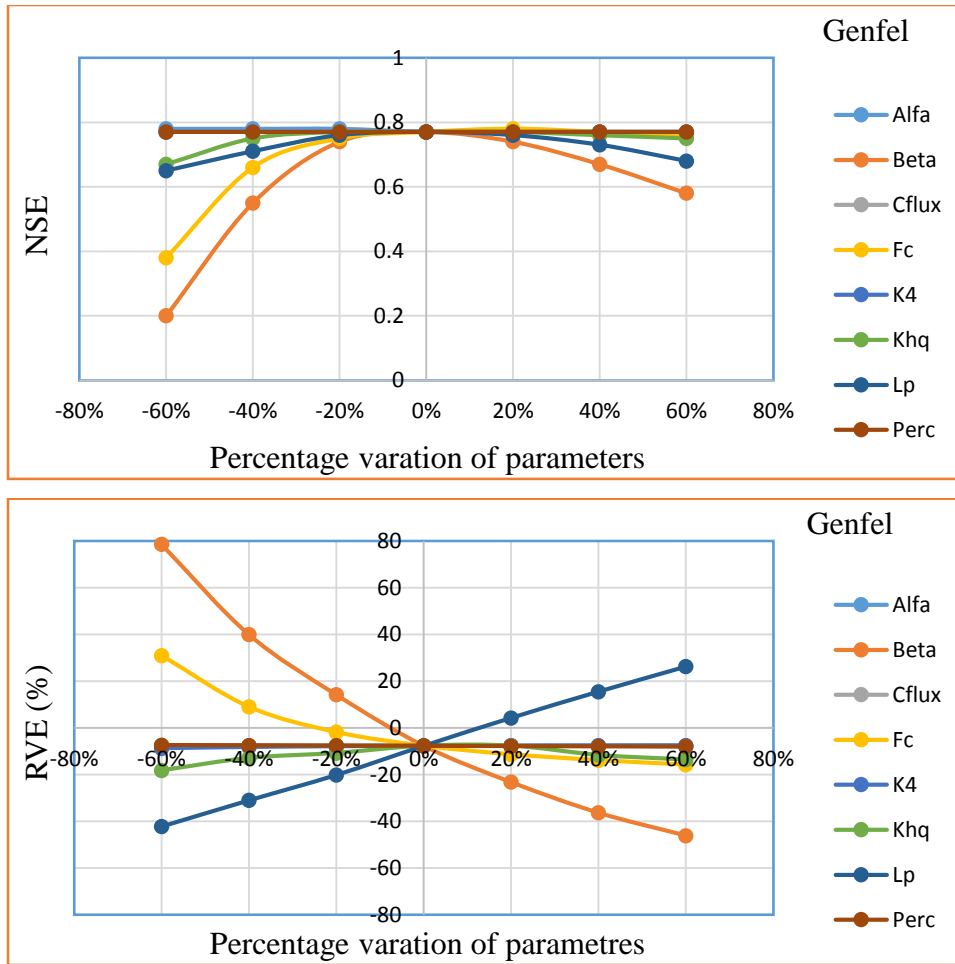 Genfel
1
0.8
0.6
0.4
0.2
0
NSE
-80% -60% -40% -20% 0% 20% 40% 60% 80%
Percentage varation of parameters
Alfa
Beta
Cflux
Fc
K4
Khq
Lp
Perc
Genfel
80
60
40
20
0
-20
-40
-60
-80
RVE (%)
-80% -60% -40% -20% 0% 20% 40% 60% 80%
Percentage varation of parametres
Alfa
Beta
Cflux
Fc
K4
Khq
Lp
Perc